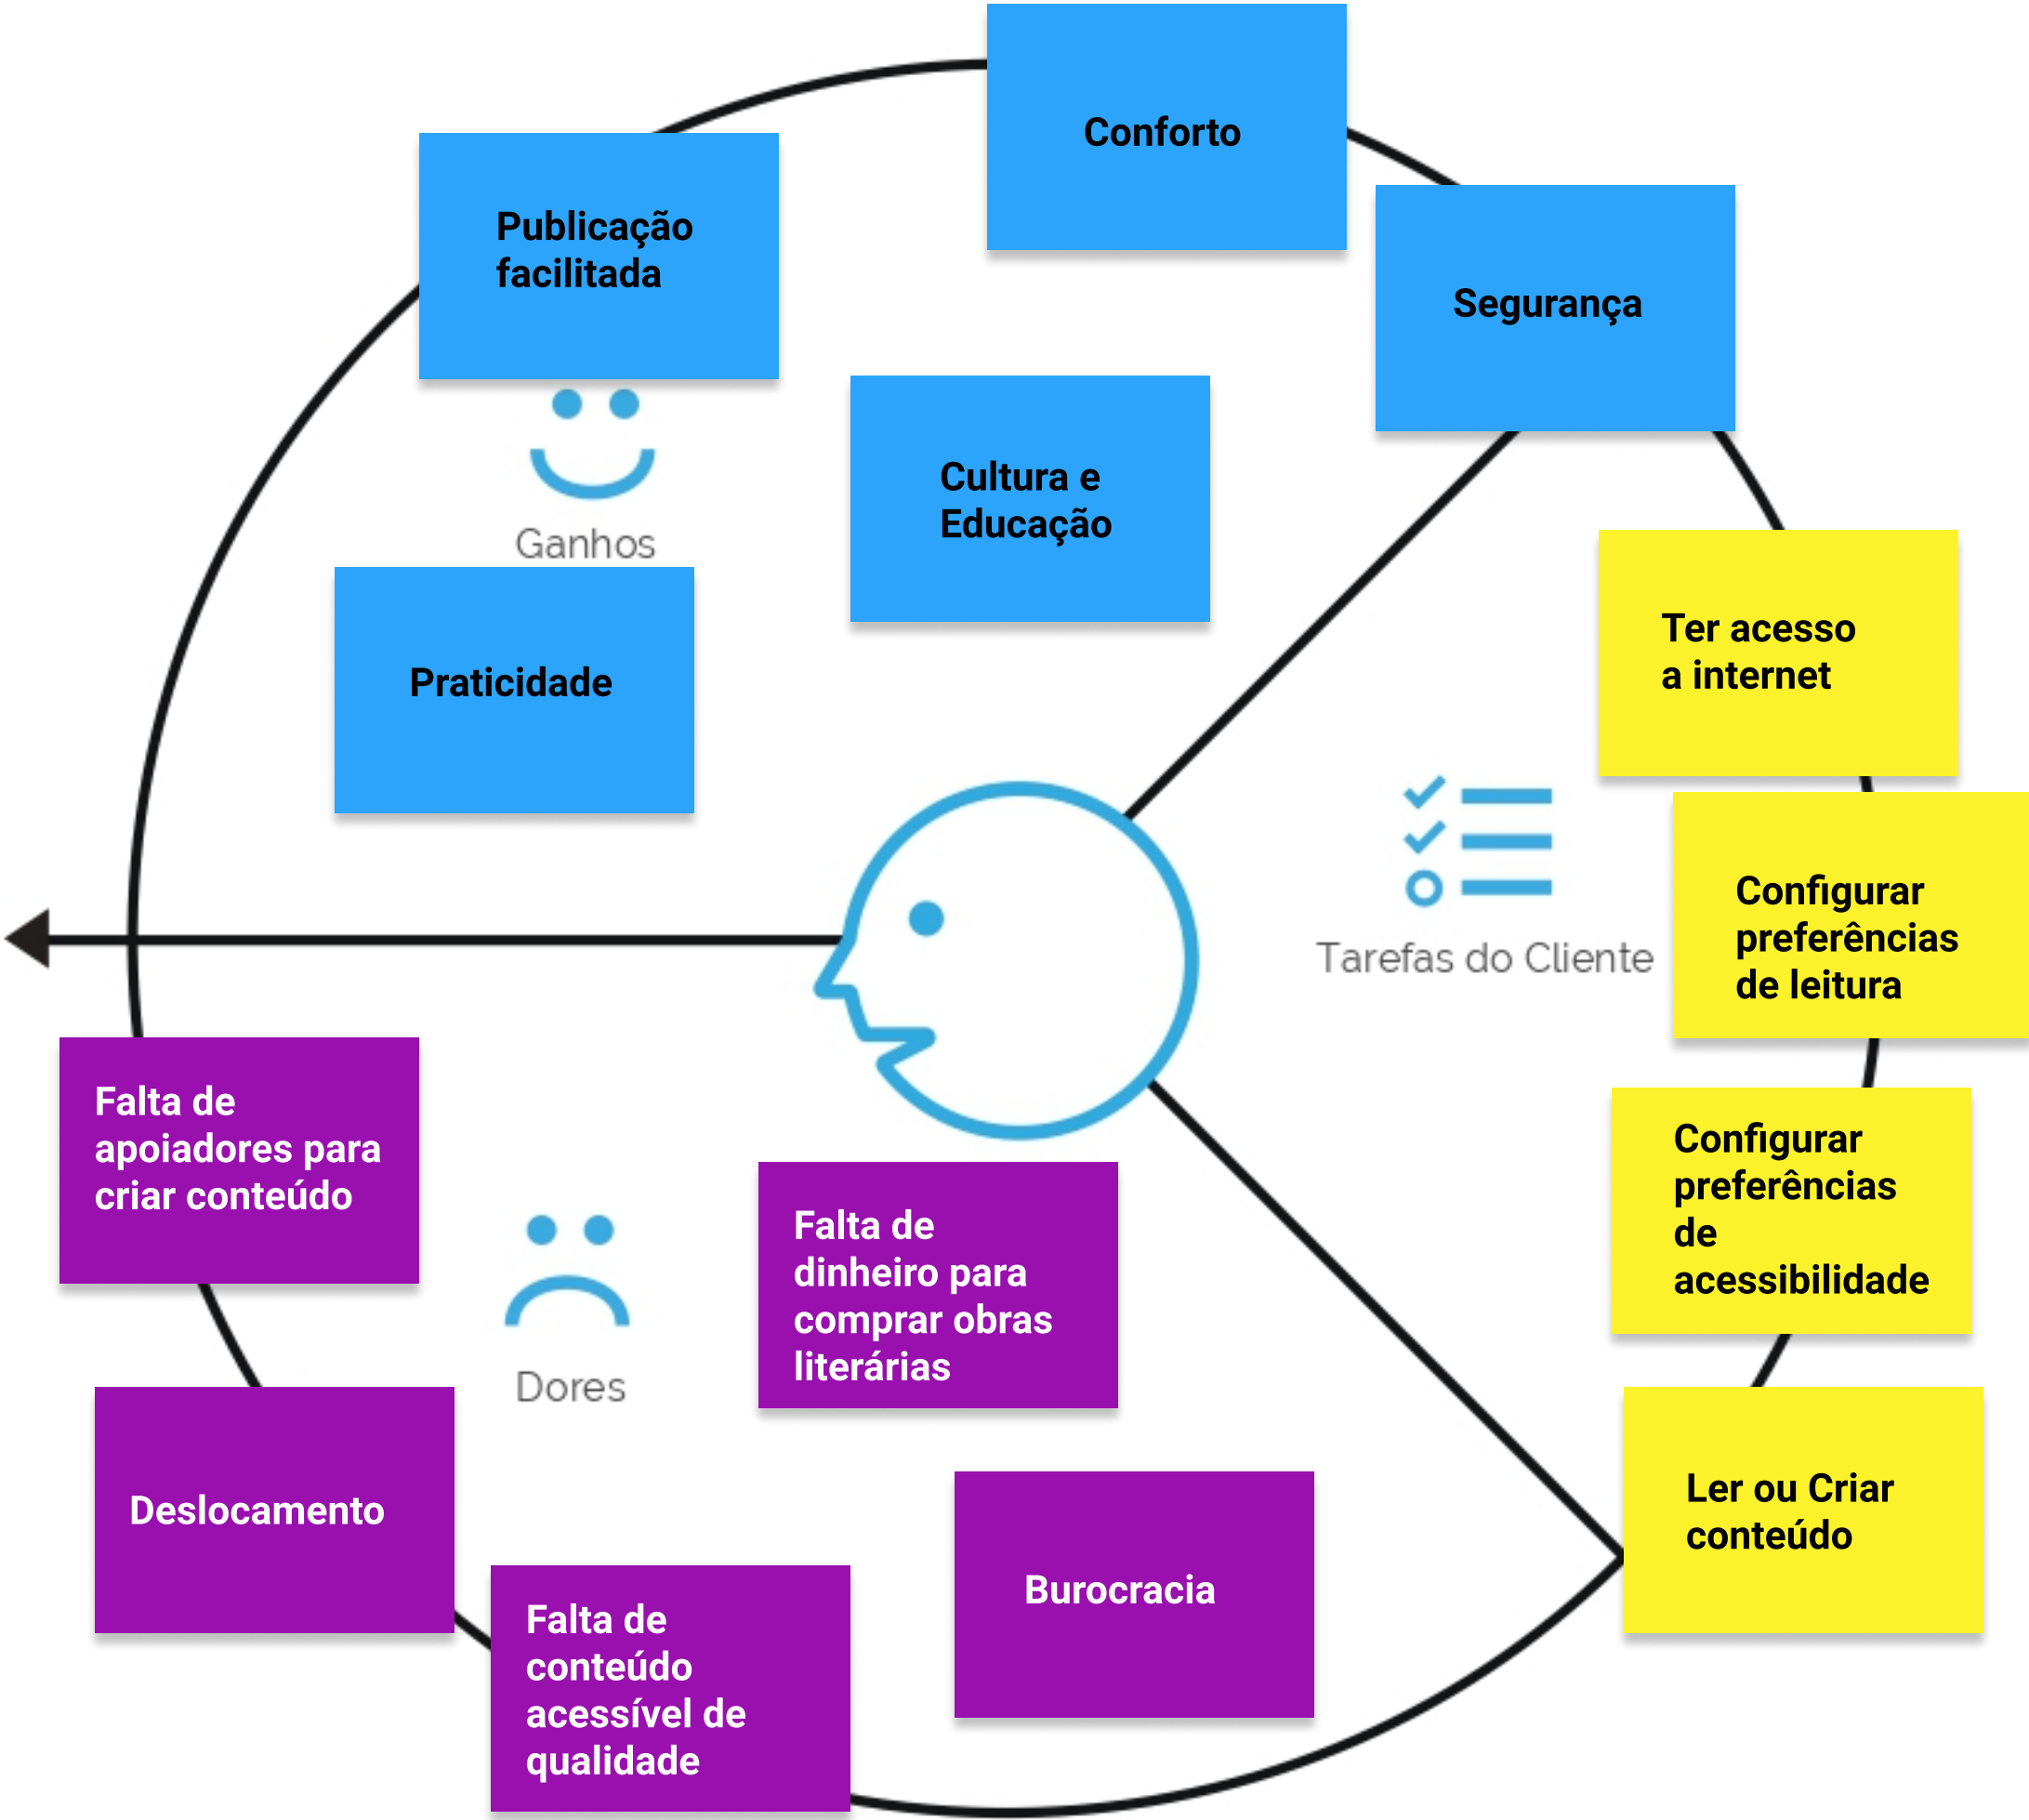 Conforto
Publicação
facilitada
Segurança
Cultura e
Educação
Ganhos
Praticidade
Ter acesso
a internet
Configurar
preferências
de leitura
Tarefas do Cliente
Configurar
preferências
de
acessibilidade
Ler ou Criar
conteúdo
Falta de
apoiadores para
criar conteúdo
Falta de
dinheiro para
comprar obras
literárias
Dores
Deslocamento
Burocracia
Falta de
conteúdo
acessível de
qualidade